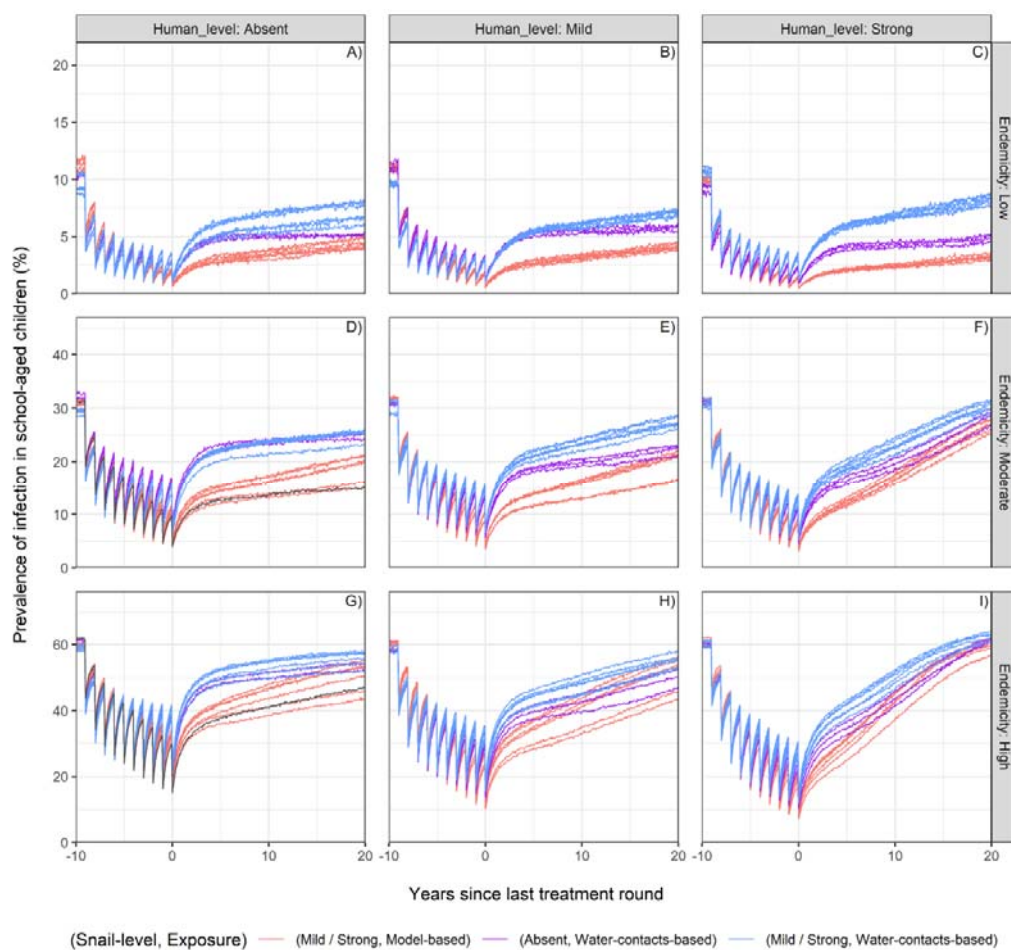 Human_level: Absent
Human_level: Mild
Human_level: Strong
A)
B)
C)
20
15
10
5
0
Endemicity: Low
D)
E)
F)
40
30
20
10
0
Endemicity: Moderate
G)
H)
I)
60
40
20
0
Endemicity: High
-10 0 10 20
-10 0 10 20
-10 0 10 20
Prevalence of infection in school-aged children (%)
Years since last treatment round
(Snail-level, Exposure) (Mild / Strong, Model-based) (Absent, Water-contacts-based) (Mild / Strong, Water-contacts-based)